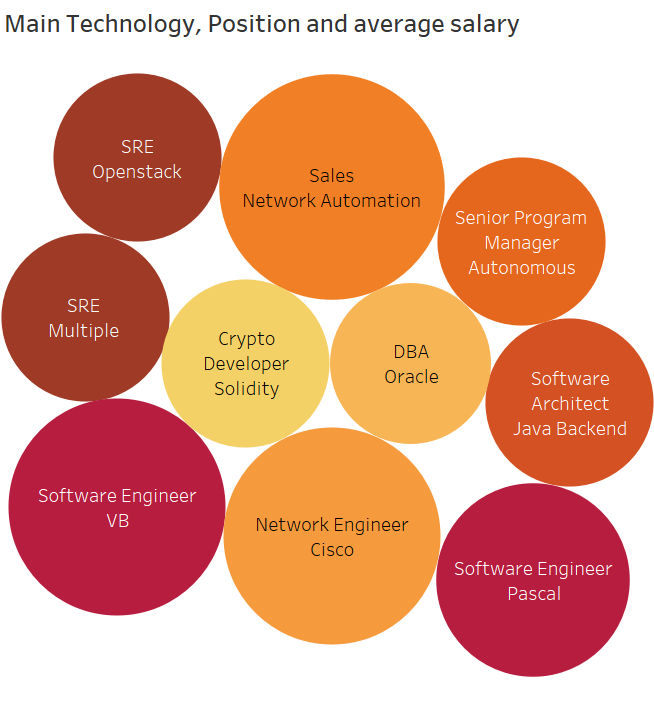 Main Technology, Position and average salary
SRE
Openstack
Sales
Network Automation
Senior Program
Manager
Autonomous
SRE
Multiple
Crypto
Developer
Solidity
DBA
Oracle
Software
Architect
Java Backend
Software Engineer
VB
Network Engineer
Cisco
Software Engineer
Pascal